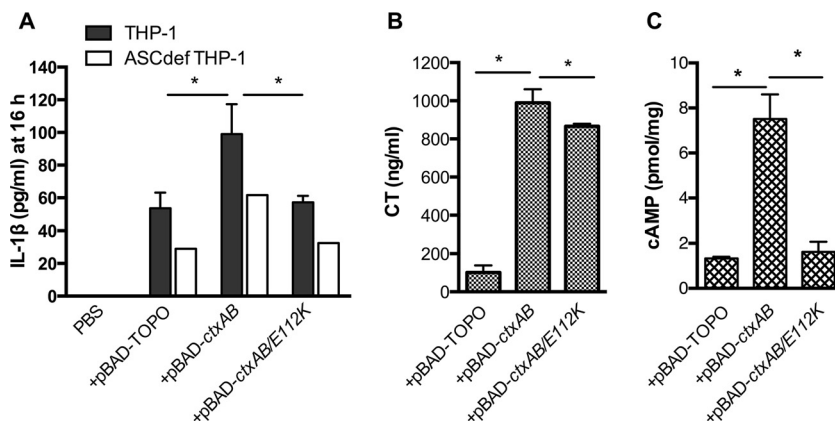 A
THP-1
ASCdef THP-1
IL-1β (pg/ml) at 16 h
140
120
100
80
60
40
20
0
*
*
PBS
+pBAD-TOPO
+pBAD-ctxAB
+pBAD-ctxAB/E112K
B
CT (ng/ml)
1200
1000
800
600
400
200
0
*
*
+pBAD-TOPO
+pBAD-ctxAB
+pBAD-ctxAB/E112K
C
cAMP (pmol/mg)
10
8
6
4
2
0
*
*
+pBAD-TOPO
+pBAD-ctxAB
+pBAD-ctxAB/E112K